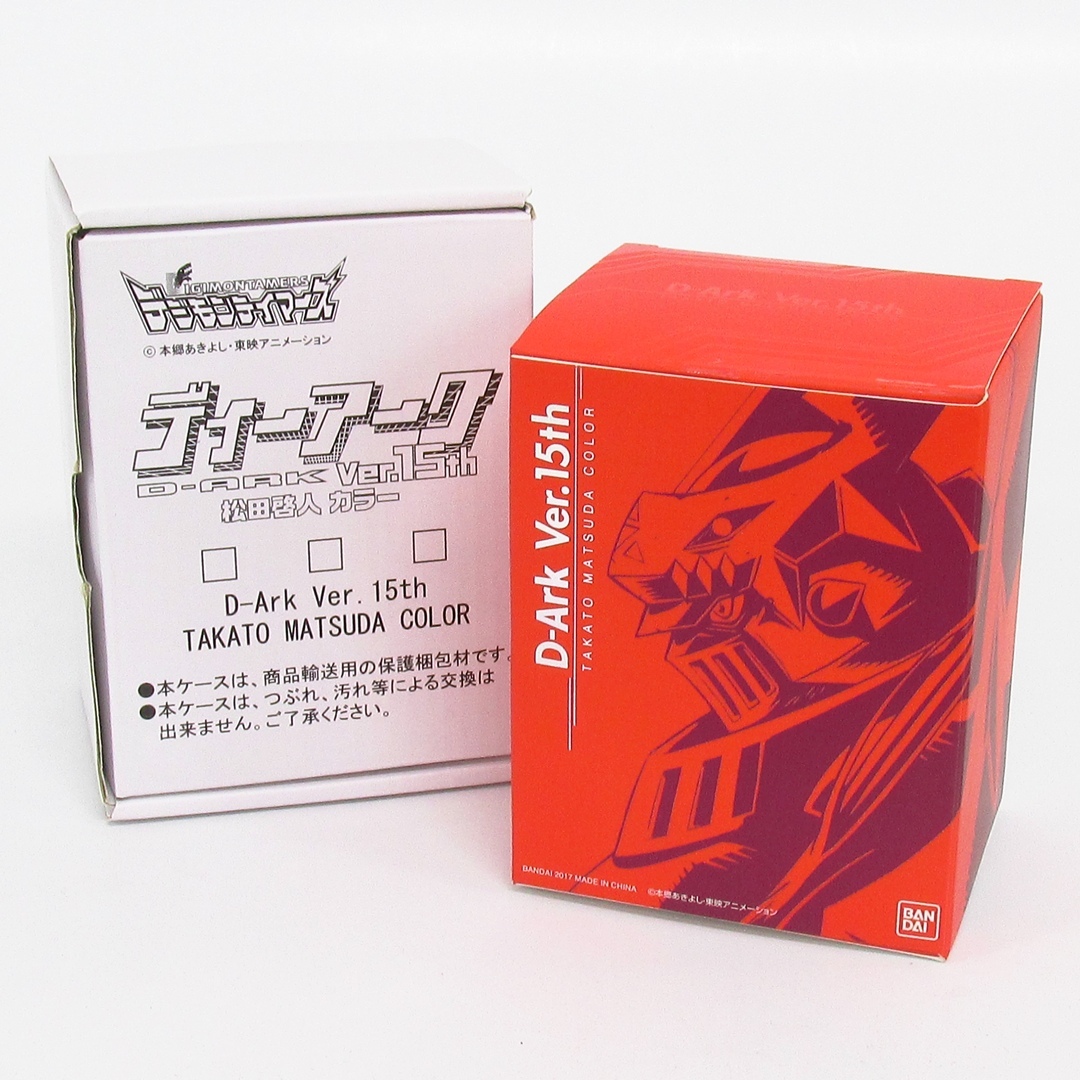 DIGIMONTAMERS
デジモンテイマーズ
©本郷あきよし・東映アニメーション
ディーアーク
D-ARK Ver.15th
松田啓人 カラー
D-Ark Ver.15th
TAKATO MATSUDA COLOR
●本ケースは、商品輸送用の保護梱包材です。
●本ケースは、つぶれ、汚れ等による交換は
出来ません。ご了承ください。
D-Ark Ver.15th
D-Ark Ver.15th
TAKATO MATSUDA COLOR
BANDAI 2017 MADE IN CHINA
©本郷あきよし・東映アニメーション
BAN
DAI